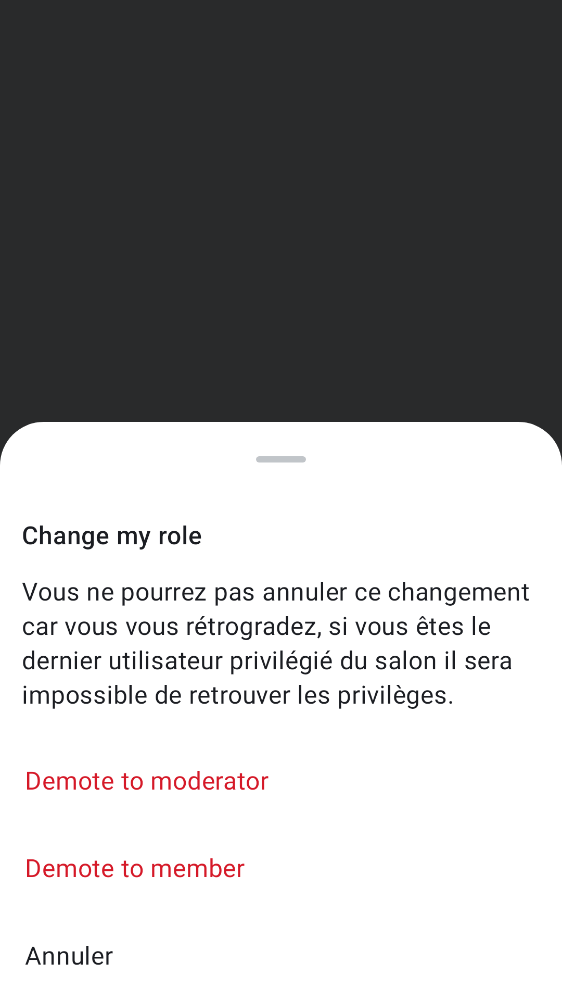 Change my role
Vous ne pourrez pas annuler ce changement
car vous vous rétrogradez, si vous êtes le
dernier utilisateur privilégié du salon il sera
impossible de retrouver les privilèges.
Demote to moderator
Demote to member
Annuler